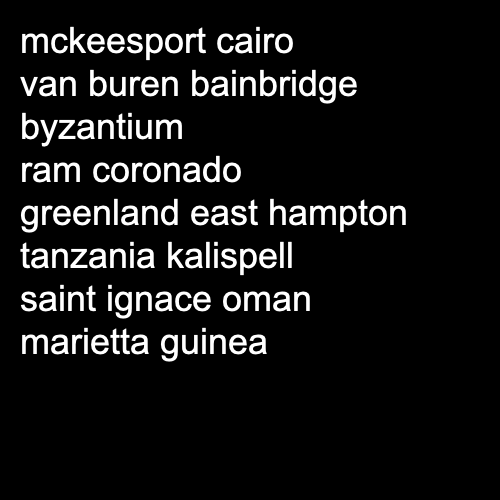 mckeesport cairo
van buren bainbridge
byzantium
ram coronado
greenland east hampton
tanzania kalispell
saint ignace oman
marietta guinea